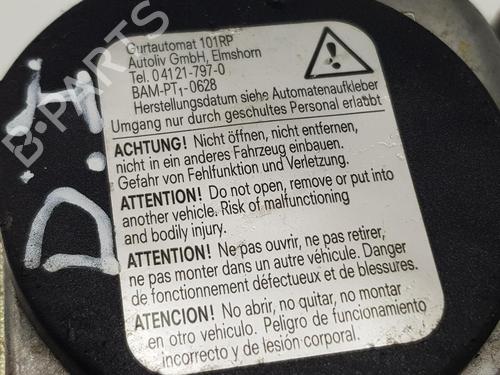 Gurtautomat 101RP
Autoliv GmbH, Elmshorn
Tel. 04121-797-0
BAM-PT₁-0628
Herstellungsdatum siehe Automatenaufkleber
Umgang nur durch geschultes Personal erlaubt
ACHTUNG! Nicht öffnen, nicht entfernen,
nicht in ein anderes Fahrzeug einbauen.
Gefahr von Fehlfunktion und Verletzung.
ATTENTION! Do not open, remove or put into
another vehicle. Risk of malfunctioning
and bodily injury.
ATTENTION! Ne pas ouvrir, ne pas retirer,
ne pas monter dans un autre véhicule. Danger
de fonctionnement défectueux et de blessures.
ATENCION! No abrir, no quitar, no montar
en otro vehículo. Peligro de funcionamiento
incorrecto y de lesión corporal.
B-PARTS